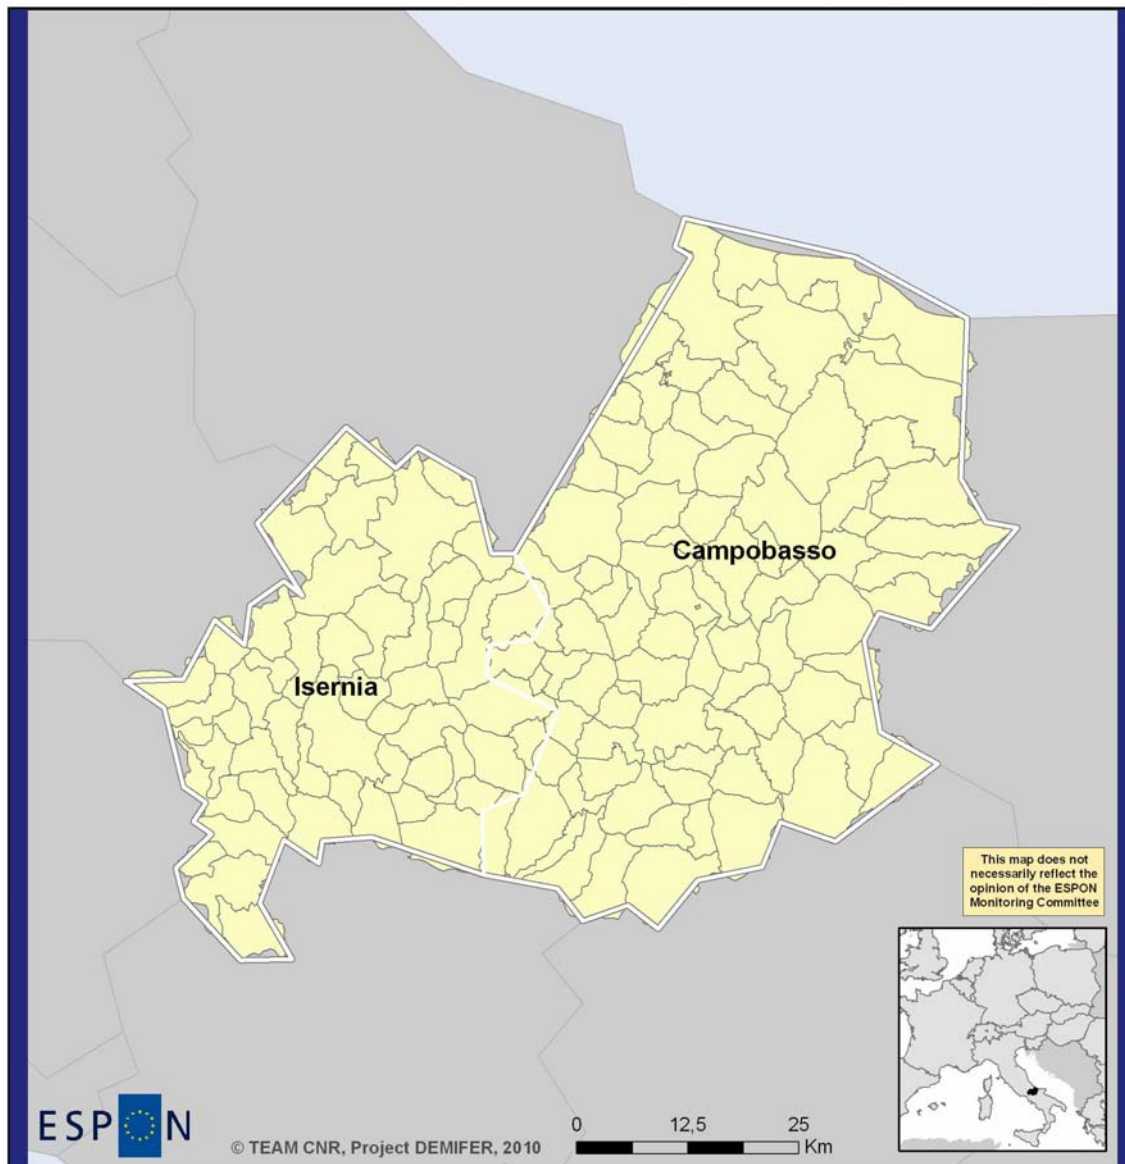 Campobasso
Isernia
This map does not
necessarily reflect the
opinion of the ESPON
Monitoring Committee
ESPON
© TEAM CNR, Project DEMIFER, 2010
0 12,5 25
Km